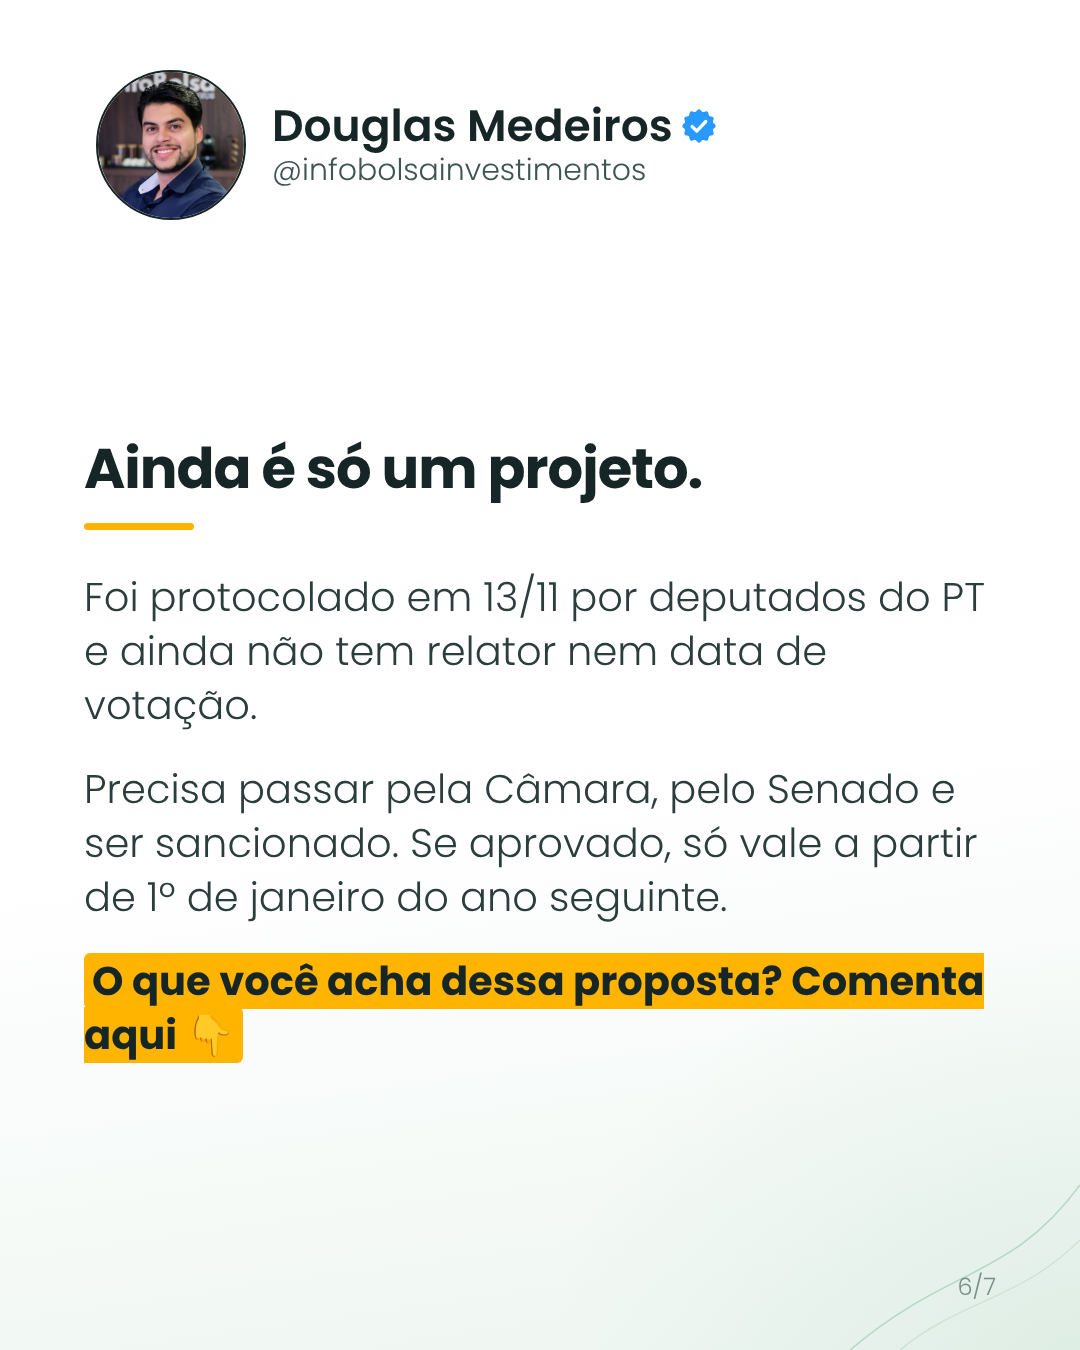 Douglas Medeiros
@infobolsainvestimentos
Ainda é só um projeto.
Foi protocolado em 13/11 por deputados do PT
e ainda não tem relator nem data de
votação.
Precisa passar pela Câmara, pelo Senado e
ser sancionado. Se aprovado, só vale a partir
de 1º de janeiro do ano seguinte.
O que você acha dessa proposta? Comenta
aqui 👇
6/7